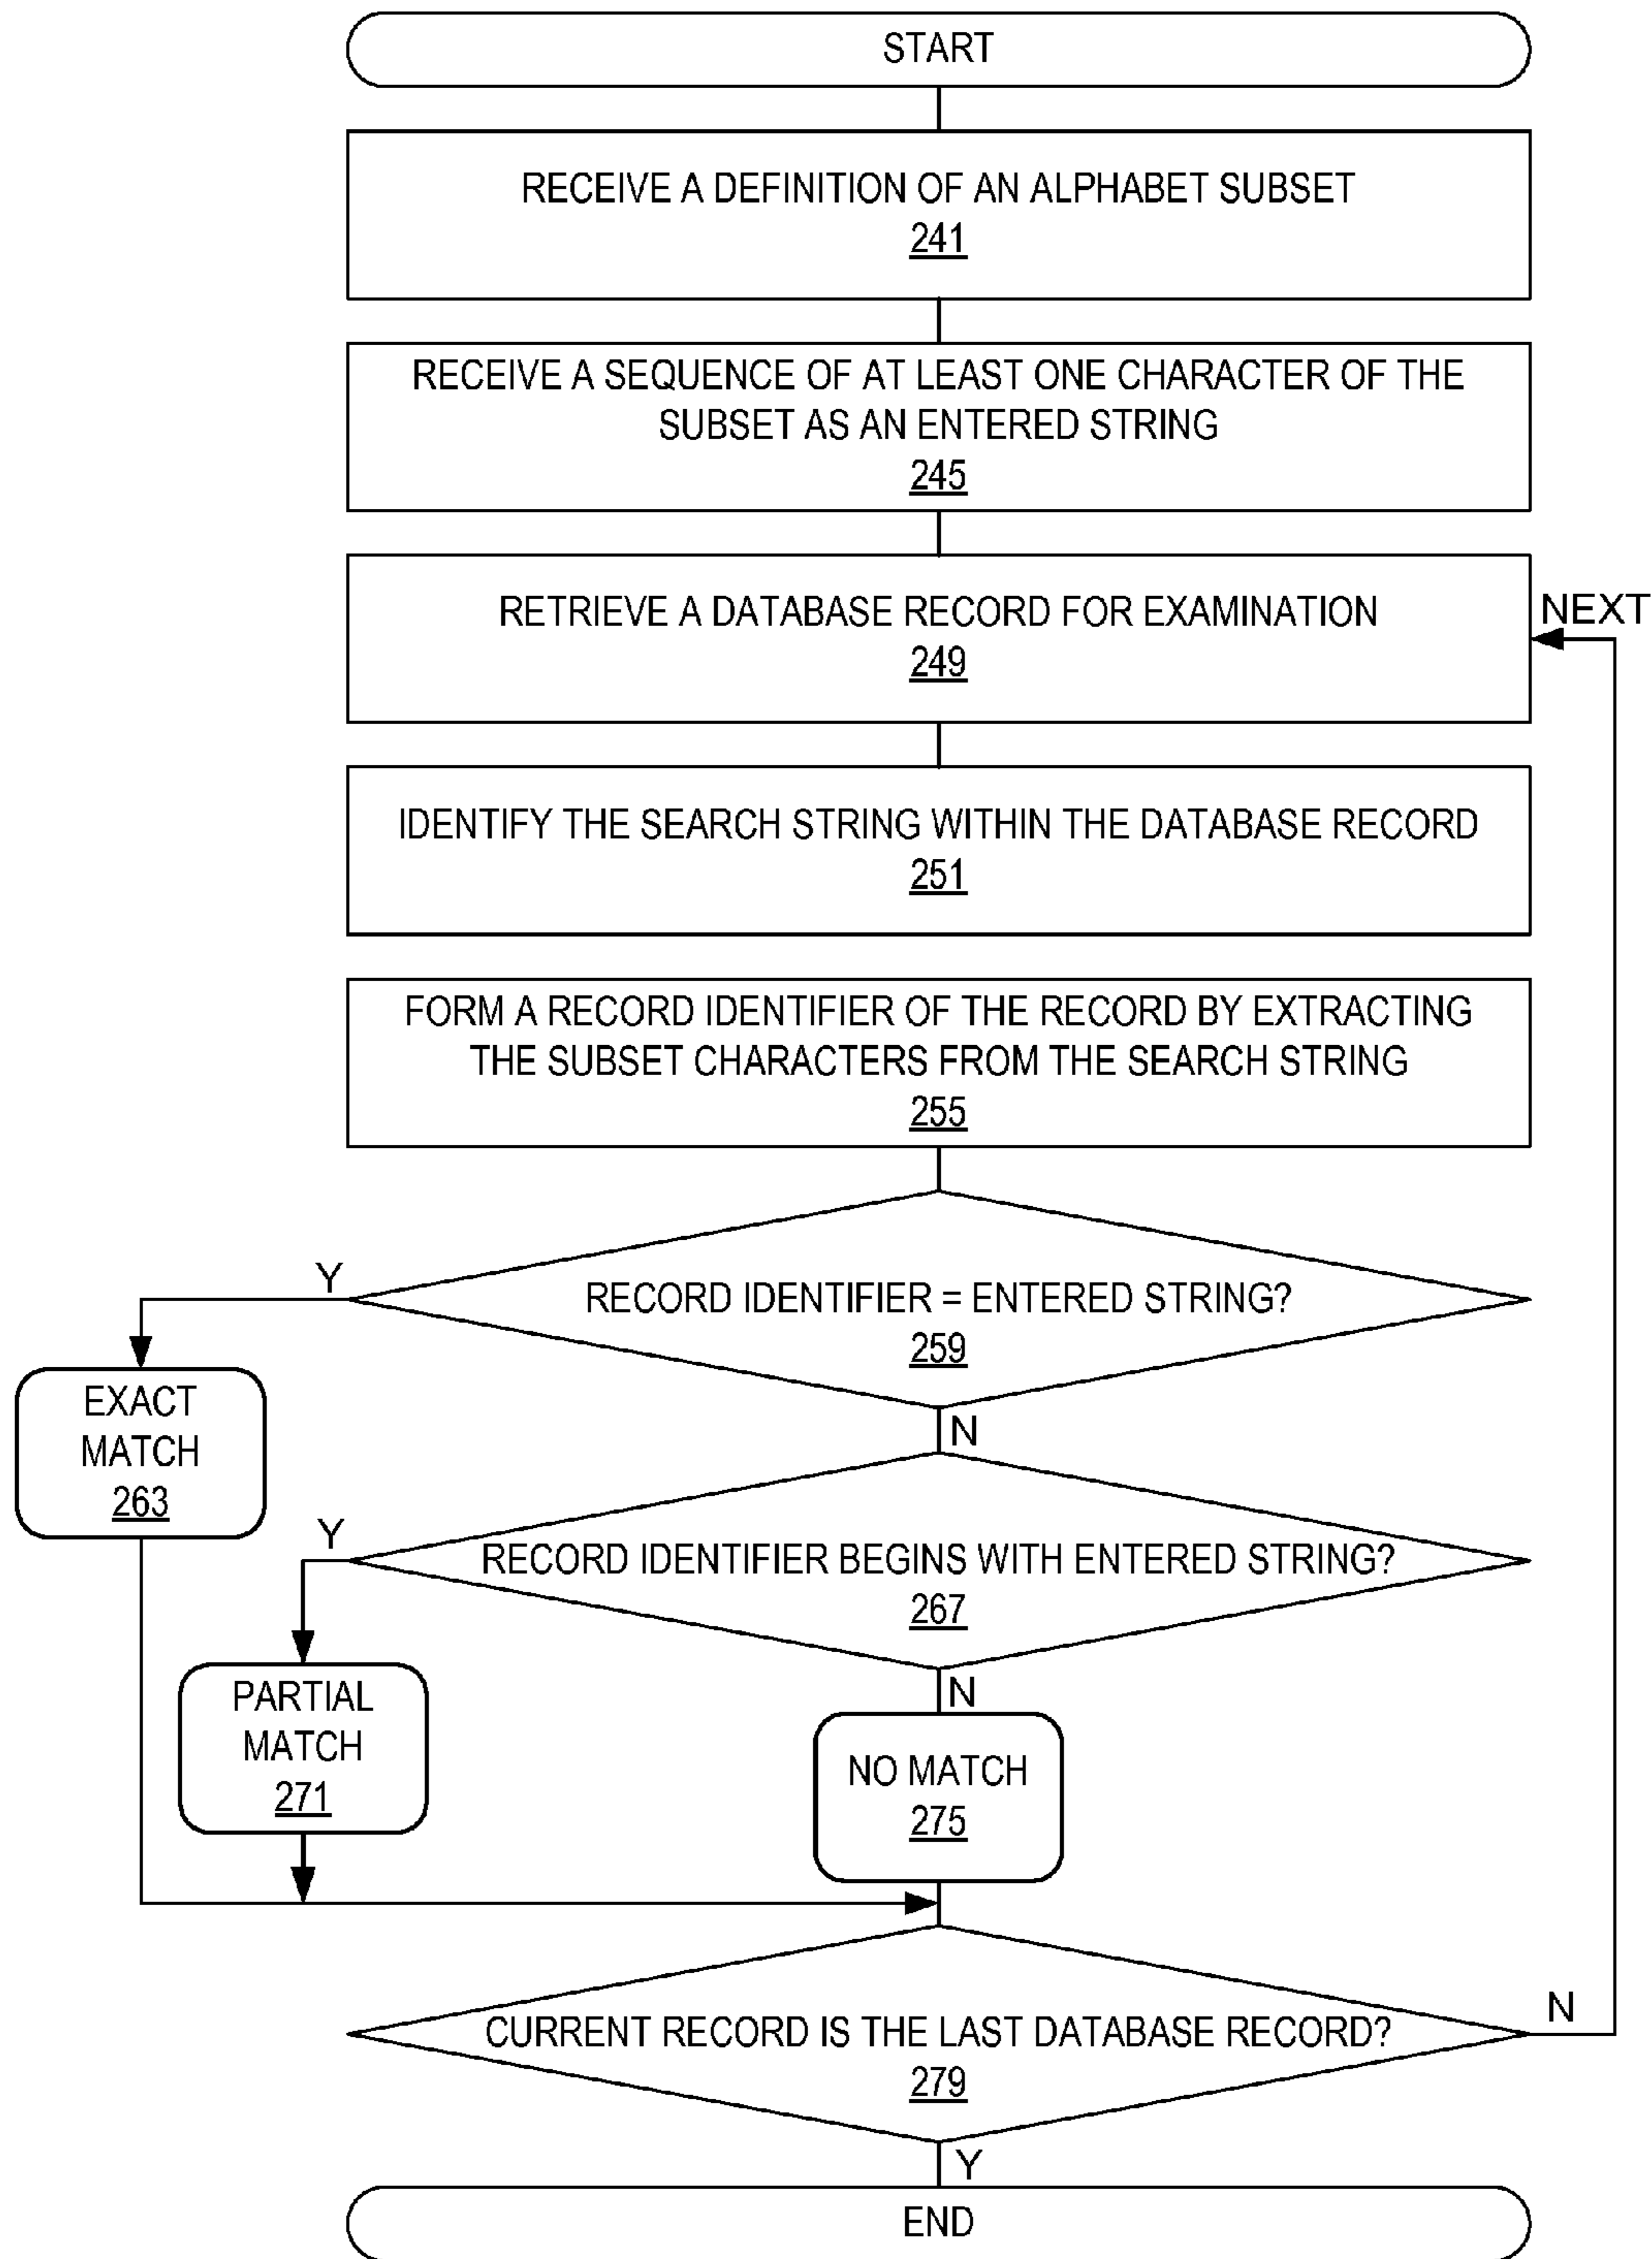 START
RECEIVE A DEFINITION OF AN ALPHABET SUBSET
241
RECEIVE A SEQUENCE OF AT LEAST ONE CHARACTER OF THE
SUBSET AS AN ENTERED STRING
245
RETRIEVE A DATABASE RECORD FOR EXAMINATION
249
NEXT
IDENTIFY THE SEARCH STRING WITHIN THE DATABASE RECORD
251
FORM A RECORD IDENTIFIER OF THE RECORD BY EXTRACTING
THE SUBSET CHARACTERS FROM THE SEARCH STRING
255
Y
RECORD IDENTIFIER = ENTERED STRING?
259
EXACT
MATCH
263
N
Y
RECORD IDENTIFIER BEGINS WITH ENTERED STRING?
267
PARTIAL
MATCH
271
N
NO MATCH
275
CURRENT RECORD IS THE LAST DATABASE RECORD?
279
N
Y
END